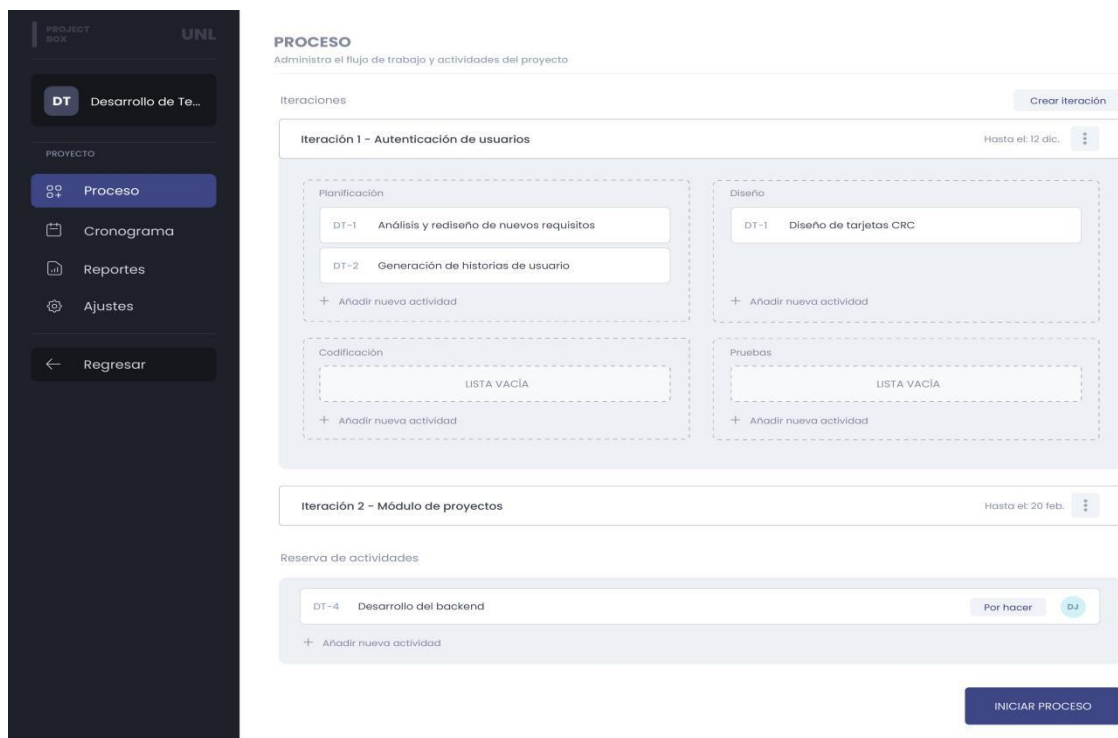 PROJECT
BOX
UNL
DT
Desarrollo de Te...
PROYECTO
Proceso
Cronograma
Reportes
Ajustes
Regresar
PROCESO
Administra el flujo de trabajo y actividades del proyecto
Iteraciones
Crear iteración
Iteración 1 - Autenticación de usuarios
Hasta el: 12 dic.
Planificación
DT-1 Análisis y rediseño de nuevos requisitos
DT-2 Generación de historias de usuario
+ Añadir nueva actividad
Diseño
DT-1 Diseño de tarjetas CRC
+ Añadir nueva actividad
Codificación
LISTA VACÍA
+ Añadir nueva actividad
Pruebas
LISTA VACÍA
+ Añadir nueva actividad
Iteración 2 - Módulo de proyectos
Hasta el: 20 feb.
Reserva de actividades
DT-4 Desarrollo del backend
Por hacer
DJ
+ Añadir nueva actividad
INICIAR PROCESO